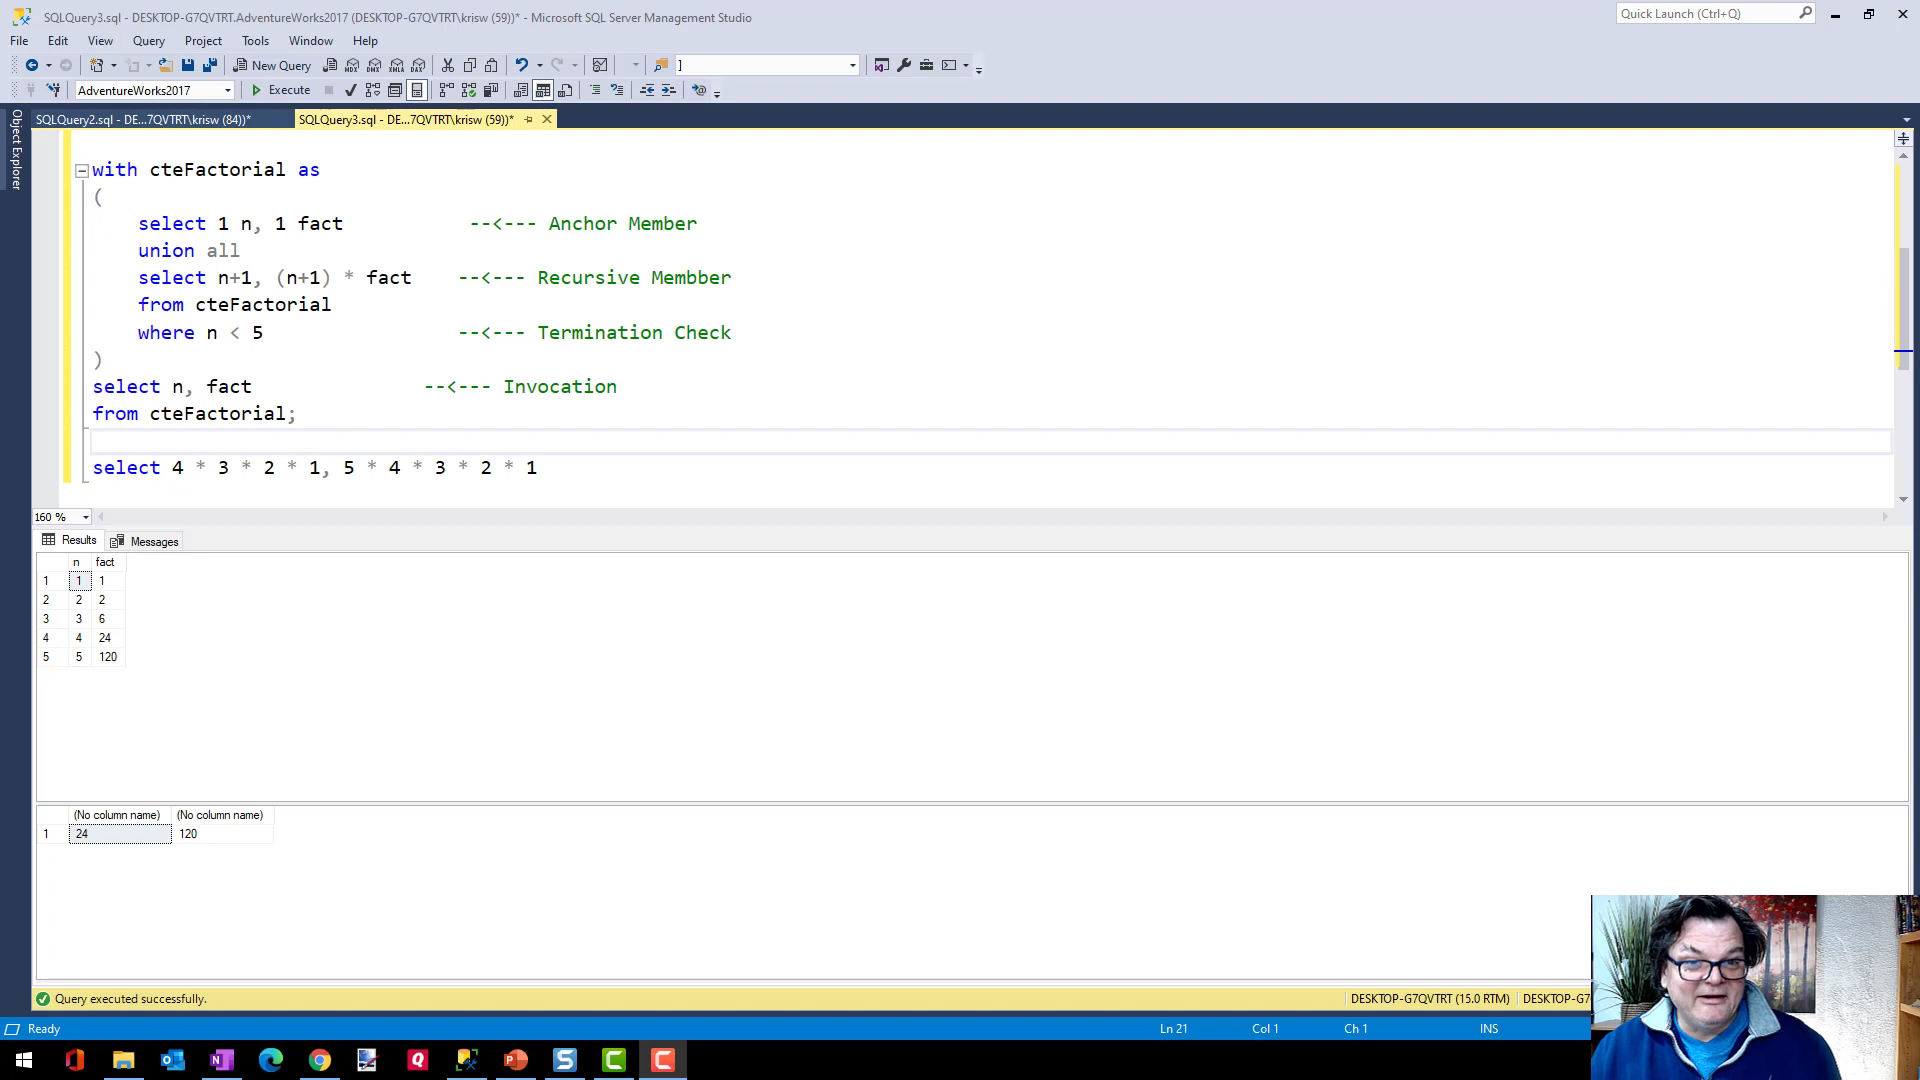 SQLQuery3.sql - DESKTOP-G7QVTRT.AdventureWorks2017 (DESKTOP-G7QVTRT\krisw (59))* - Microsoft SQL Server Management Studio
Quick Launch (Ctrl+Q)
File Edit View Query Project Tools Window Help
New Query
]
AdventureWorks2017 Execute
Object Explorer
SQLQuery2.sql - DE...7QVTRT\krisw (84))* SQLQuery3.sql - DE...7QVTRT\krisw (59))*
with cteFactorial as
(
select 1 n, 1 fact --<--- Anchor Member
union all
select n+1, (n+1) * fact --<--- Recursive Membber
from cteFactorial
where n < 5 --<--- Termination Check
)
select n, fact --<--- Invocation
from cteFactorial;
select 4 * 3 * 2 * 1, 5 * 4 * 3 * 2 * 1
160 %
Results Messages
n fact
1 1 1
2 2 2
3 3 6
4 4 24
5 5 120
(No column name) (No column name)
1 24 120
Query executed successfully.
DESKTOP-G7QVTRT (15.0 RTM) DESKTOP-G7
Ready Ln 21 Col 1 Ch 1 INS